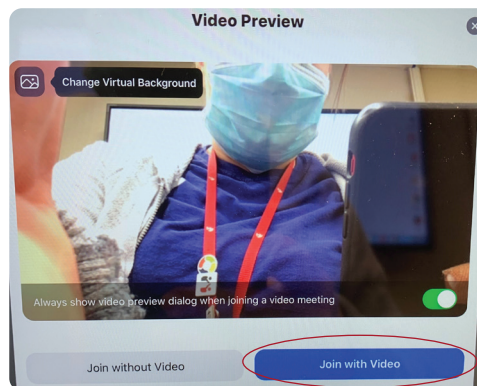 Video Preview
Change Virtual Background
Always show video preview dialog when joining a video meeting
Join without Video
Join with Video